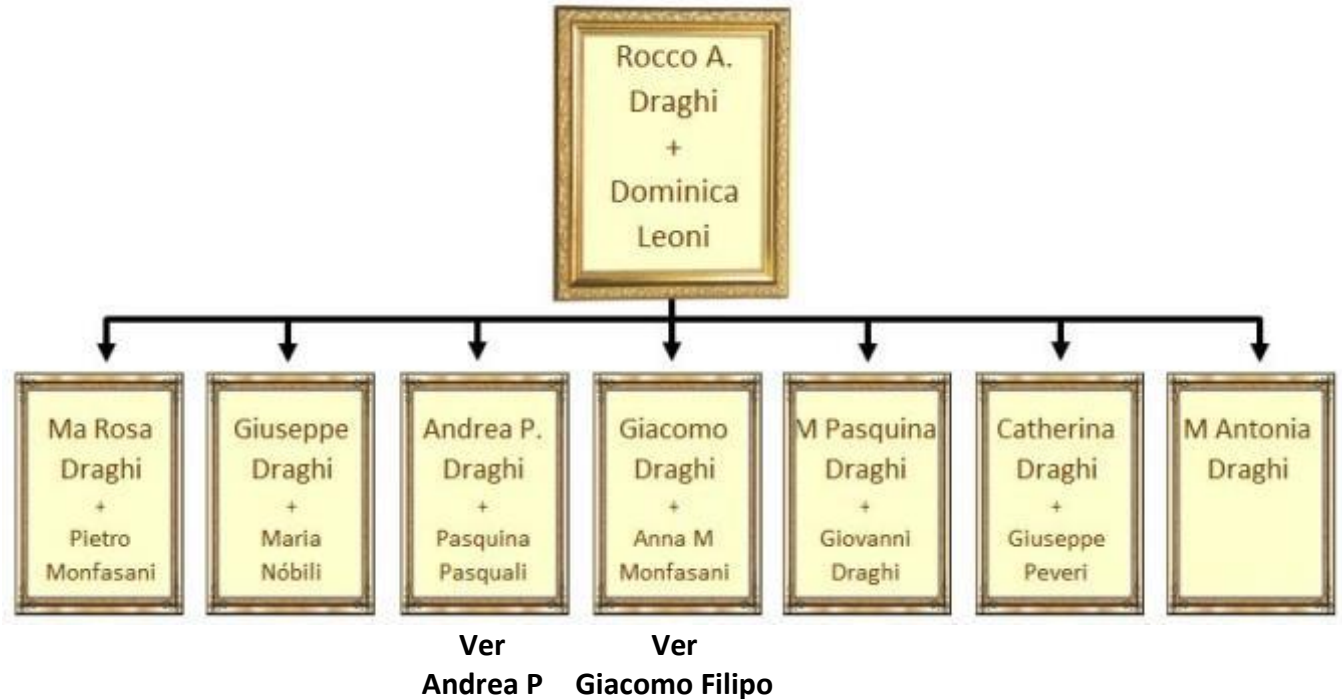 Rocco A.
Draghi
+
Dominica
Leoni
Ma Rosa
Draghi
+
Pietro
Monfasani
Giuseppe
Draghi
+
Maria
Nóbili
Andrea P.
Draghi
+
Pasquina
Pasquali
Giacomo
Draghi
+
Anna M
Monfasani
M Pasquina
Draghi
+
Giovanni
Draghi
Catherina
Draghi
+
Giuseppe
Peveri
M Antonia
Draghi
Ver
Andrea P
Ver
Giacomo Filipo